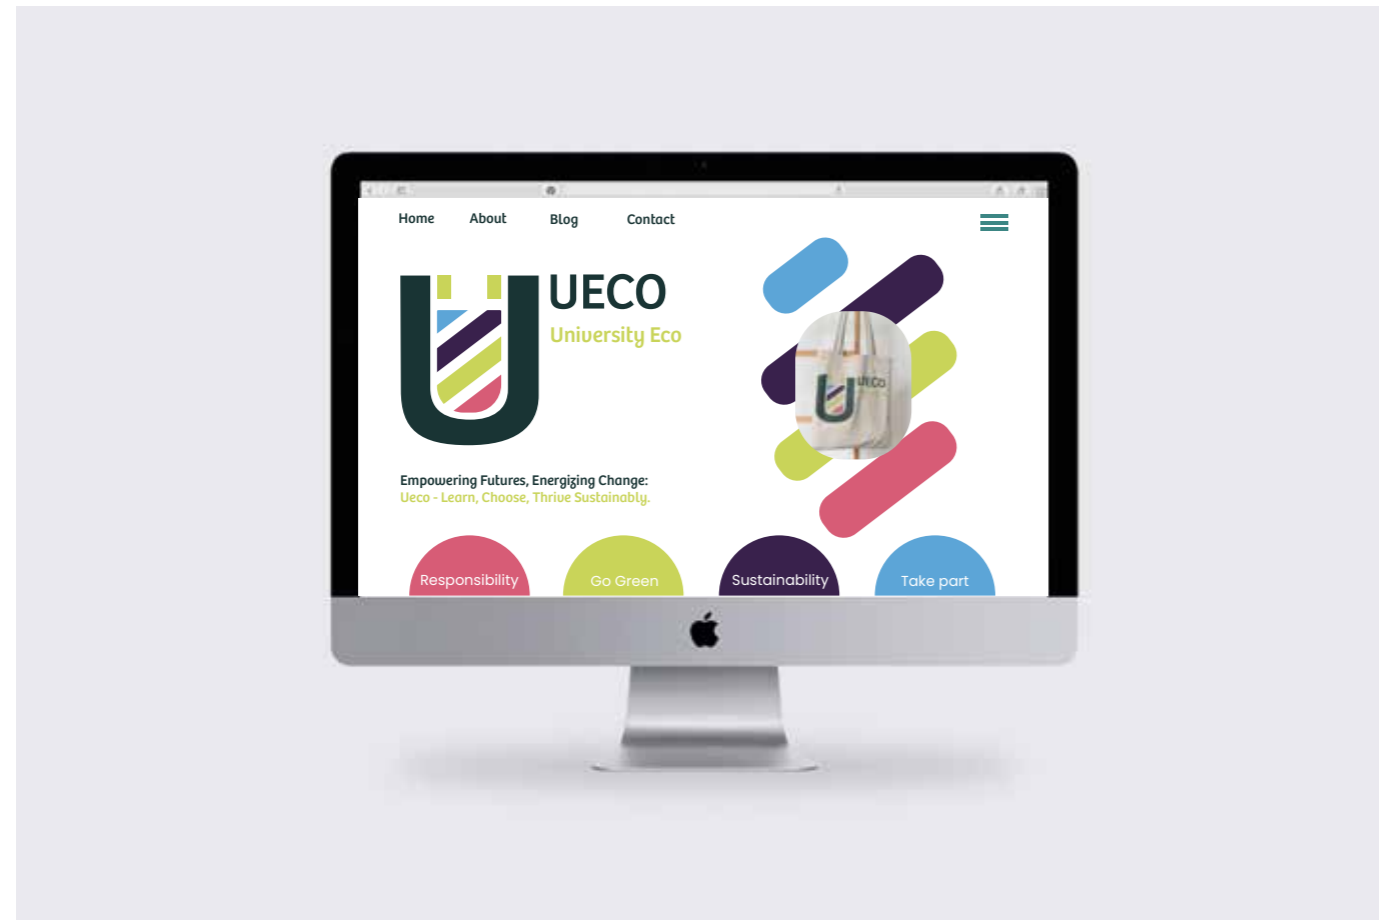 Home About Blog Contact
UECO
University Eco
UECO
Empowering Futures, Energizing Change:
Ueco - Learn, Choose, Thrive Sustainably.
Responsibility Go Green Sustainability Take part